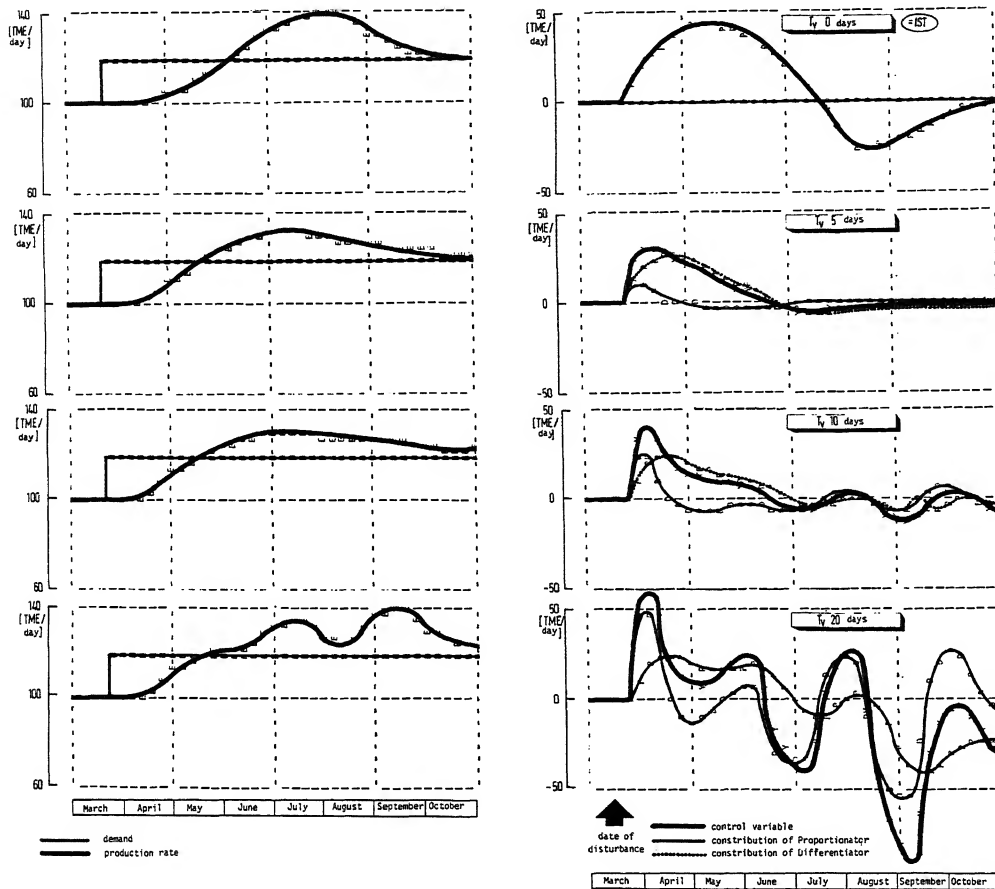 140
[TME/
day]
100
60
140
[TME/
day]
100
60
140
[TME/
day]
100
60
140
[TME/
day]
100
60
March April May June July August September October
demand
production rate
50
[TME/
day]
0
-50
Tv 0 days
=IST
50
[TME/
day]
0
-50
Tv 5 days
50
[TME/
day]
0
-50
Tv 10 days
50
[TME/
day]
0
-50
Tv 20 days
date of
disturbance
control variable
constribution of Proportionator
constribution of Differentiator
March April May June July August September October